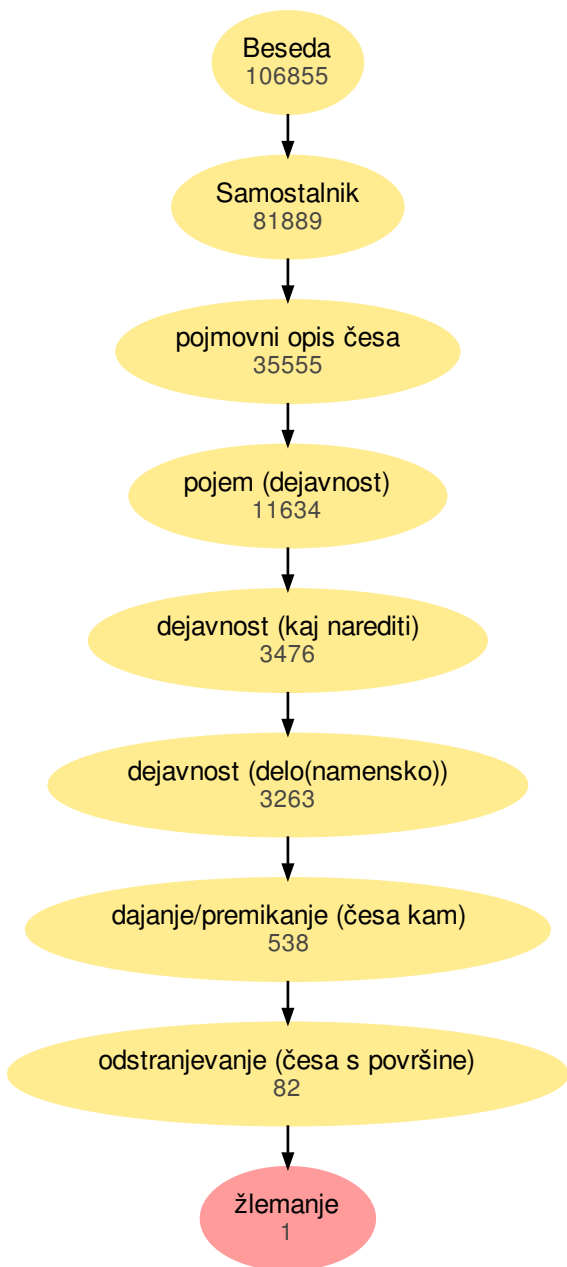 Beseda
106855
Samostalnik
81889
pojmovni opis česa
35555
pojem (dejavnost)
11634
dejavnost (kaj narediti)
3476
dejavnost (delo(namensko))
3263
dajanje/premikanje (česa kam)
538
odstranjevanje (česa s površine)
82
žlemanje
1